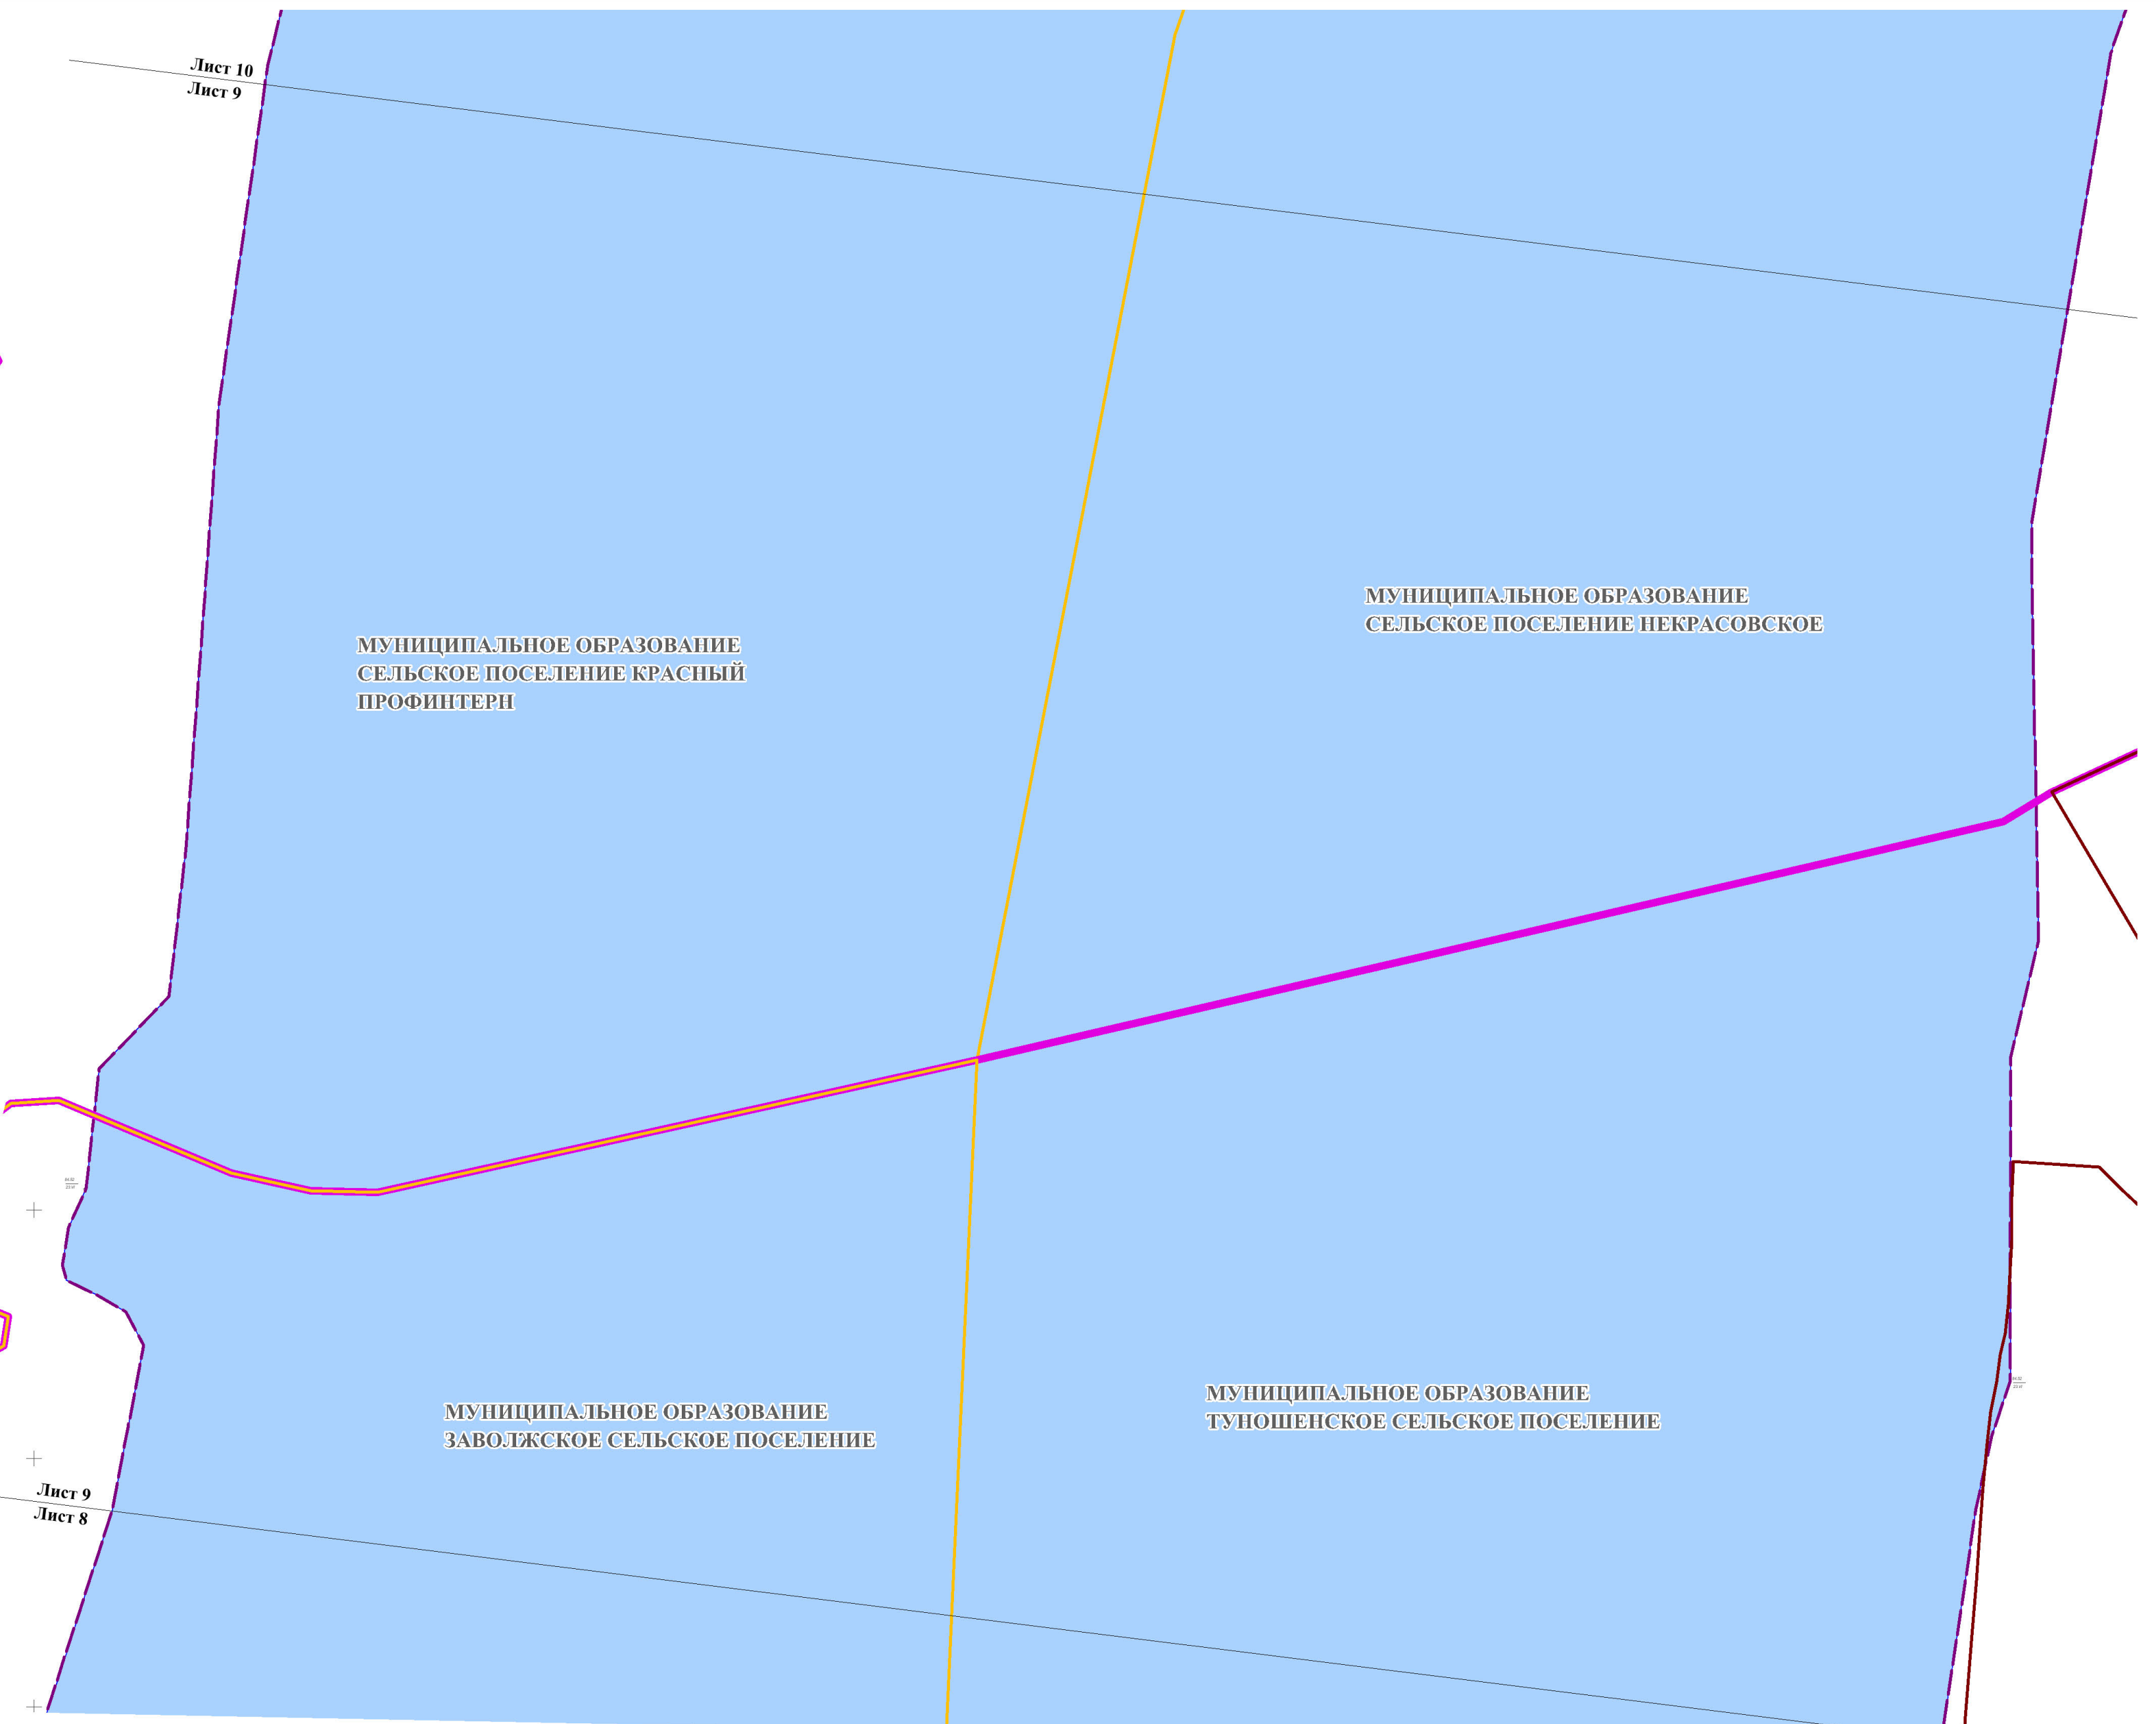 Лист 10
Лист 9
МУНИЦИПАЛЬНОЕ ОБРАЗОВАНИЕ
СЕЛЬСКОЕ ПОСЕЛЕНИЕ НЕКРАСОВСКОЕ
МУНИЦИПАЛЬНОЕ ОБРАЗОВАНИЕ
СЕЛЬСКОЕ ПОСЕЛЕНИЕ КРАСНЫЙ
ПРОФИНТЕРН
МУНИЦИПАЛЬНОЕ ОБРАЗОВАНИЕ
ТУНОШЕНСКОЕ СЕЛЬСКОЕ ПОСЕЛЕНИЕ
МУНИЦИПАЛЬНОЕ ОБРАЗОВАНИЕ
ЗАВОЛЖСКОЕ СЕЛЬСКОЕ ПОСЕЛЕНИЕ
Лист 9
Лист 8